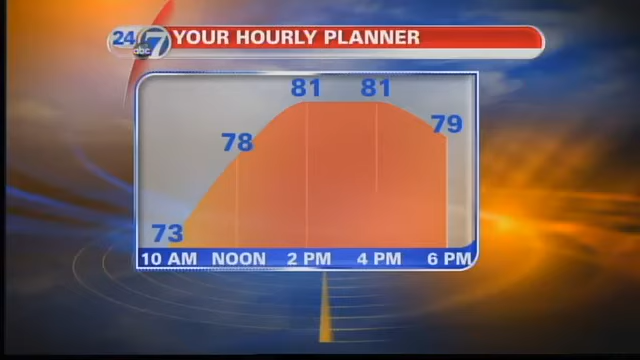 24 abc 7 YOUR HOURLY PLANNER
81 81
78 79
73
10 AM NOON 2 PM 4 PM 6 PM